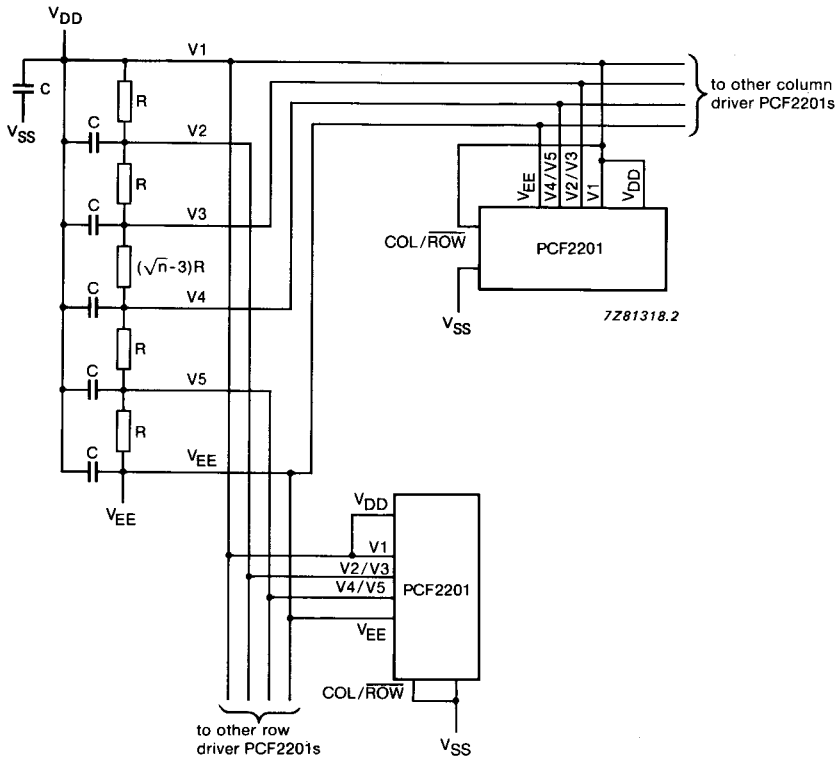 VDD
V1
C
R
VSS
C
V2
R
C
V3
(√n-3)R
C
V4
R
C
V5
R
C
VEE
VEE
to other column
driver PCF2201s
VEE
V4/V5
V2/V3
V1
VDD
COL/ROW
PCF2201
VSS
7Z81318.2
VDD
V1
V2/V3
V4/V5
VEE
PCF2201
COL/ROW
VSS
to other row
driver PCF2201s